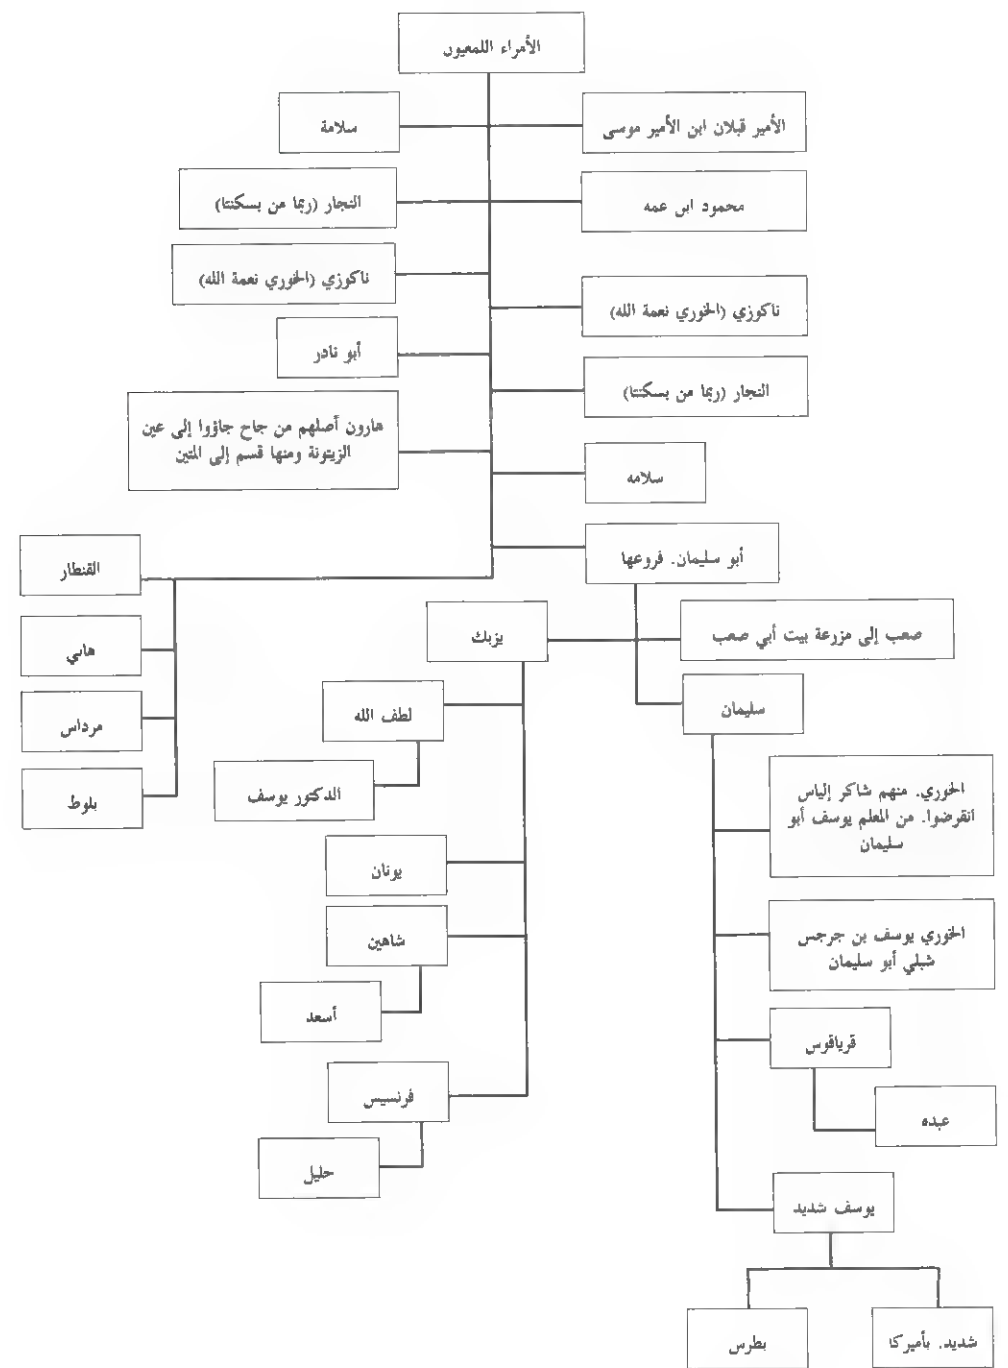 الأمراء اللمعيون
الأمير قبلان ابن الأمير موسى
سلامة
محمود ابن عمه
النجار (ربما من بسكنتا)
ناكوزي (الخوري نعمة الله)
ناكوزي (الخوري نعمة الله)
أبو نادر
النجار (ربما من بسكنتا)
هارون أصلهم من جاح جاؤوا إلى عين
الزيتونة ومنها قسم إلى المتين
سلامه
أبو سليمان. فروعها
القنطار
صعب إلى مزرعة بيت أبي صعب
يزبك
هاني
سليمان
لطف الله
مرداس
الدكتور يوسف
بلوط
الخوري. منهم شاكر إلياس
انقرضوا. من المعلم يوسف أبو
سليمان
يونان
الخوري يوسف بن جرجس
شبلي أبو سليمان
شاهين
أسعد
قرياقوس
فرنسيس
عبده
خليل
يوسف شديد
شديد. بأميركا
بطرس